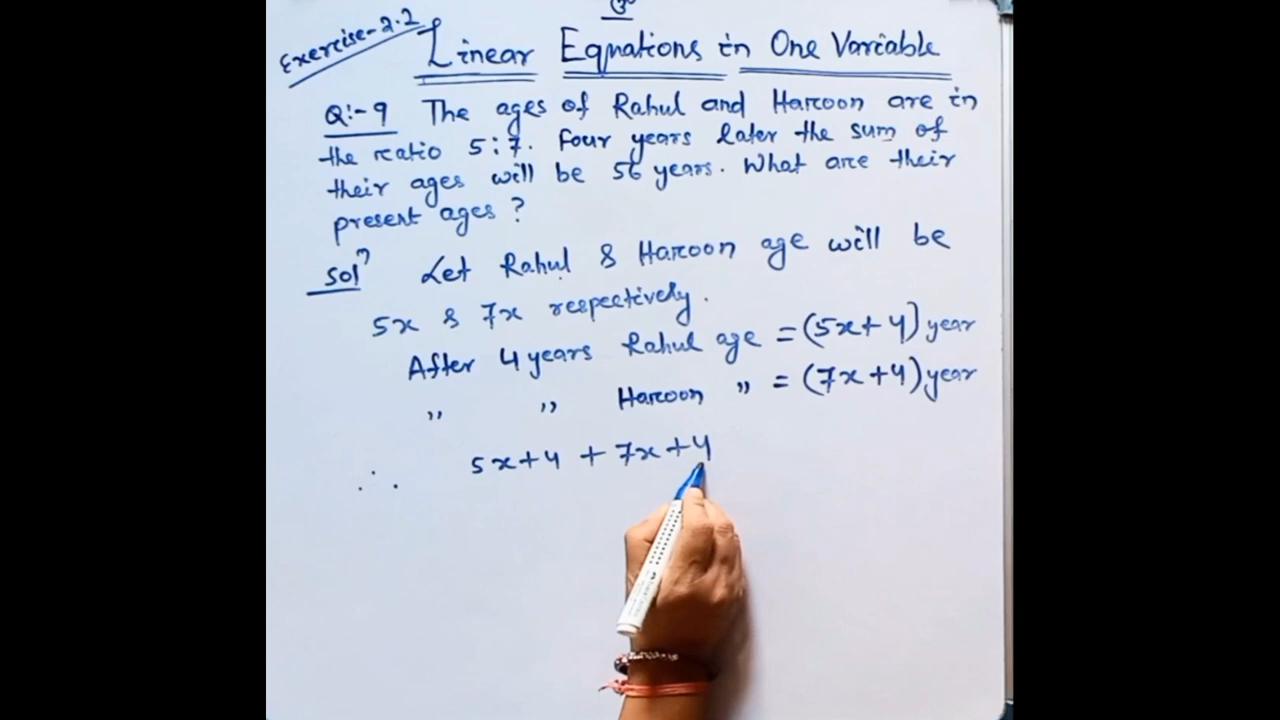 Exercise-2.2
Linear Equations in One Variable
Q:- 9 The ages of Rahul and Haroon are in
the ratio 5:7. Four years later the sum of
their ages will be 56 years. What are their
present ages?
Solⁿ Let Rahul & Haroon age will be
5x & 7x respectively.
After 4 years Rahul age = (5x+4) year
" " Haroon " = (7x+4) year
∴ 5x+4 + 7x+4